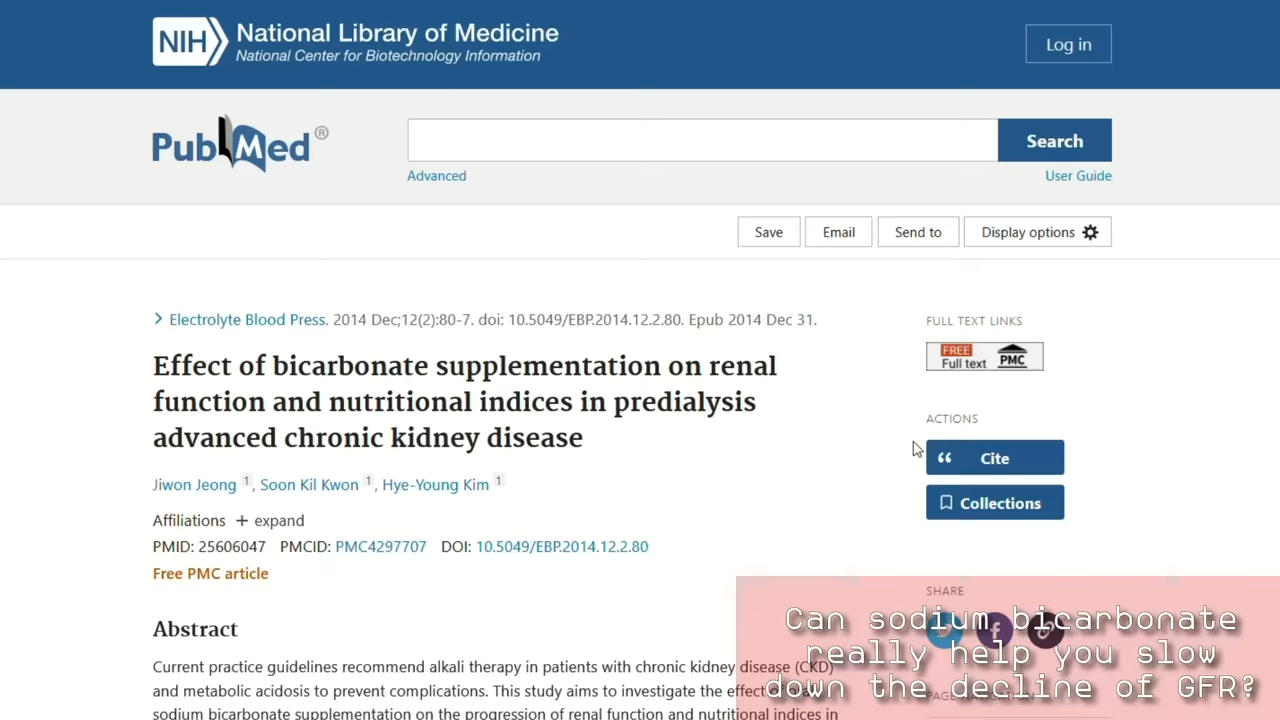 NIH National Library of Medicine
National Center for Biotechnology Information
Log in
PubMed®
Search
Advanced
User Guide
Save
Email
Send to
Display options
Electrolyte Blood Press. 2014 Dec;12(2):80-7. doi: 10.5049/EBP.2014.12.2.80. Epub 2014 Dec 31.
Effect of bicarbonate supplementation on renal
function and nutritional indices in predialysis
advanced chronic kidney disease
Jiwon Jeong 1, Soon Kil Kwon 1, Hye-Young Kim 1
Affiliations + expand
PMID: 25606047 PMCID: PMC4297707 DOI: 10.5049/EBP.2014.12.2.80
Free PMC article
Abstract
Current practice guidelines recommend alkali therapy in patients with chronic kidney disease (CKD)
and metabolic acidosis to prevent complications. This study aims to investigate the effect
sodium bicarbonate supplementation on the progression of renal function and nutritional indices in
FULL TEXT LINKS
FREE
Full text PMC
ACTIONS
Cite
Collections
SHARE
Can sodium bicarbonate
really help you slow
down the decline of GFR?